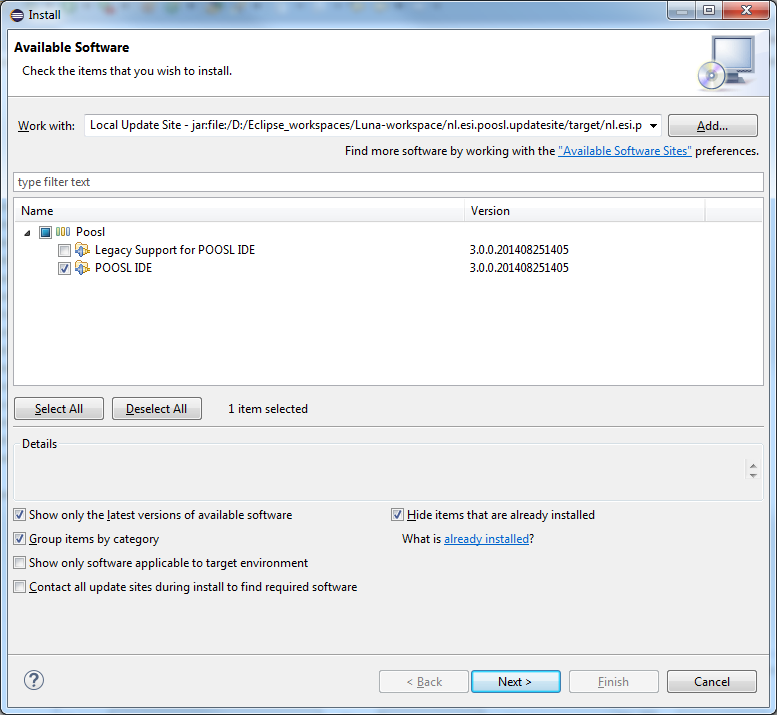 Install
Available Software
Check the items that you wish to install.
Work with: Local Update Site - jar:file:/D:/Eclipse_workspaces/Luna-workspace/nl.esi.poosl.updatesite/target/nl.esi.p Add...
Find more software by working with the "Available Software Sites" preferences.
type filter text
Name Version
Poosl
Legacy Support for POOSL IDE 3.0.0.201408251405
POOSL IDE 3.0.0.201408251405
Select All Deselect All 1 item selected
Details
Show only the latest versions of available software Hide items that are already installed
Group items by category What is already installed?
Show only software applicable to target environment
Contact all update sites during install to find required software
? < Back Next > Finish Cancel